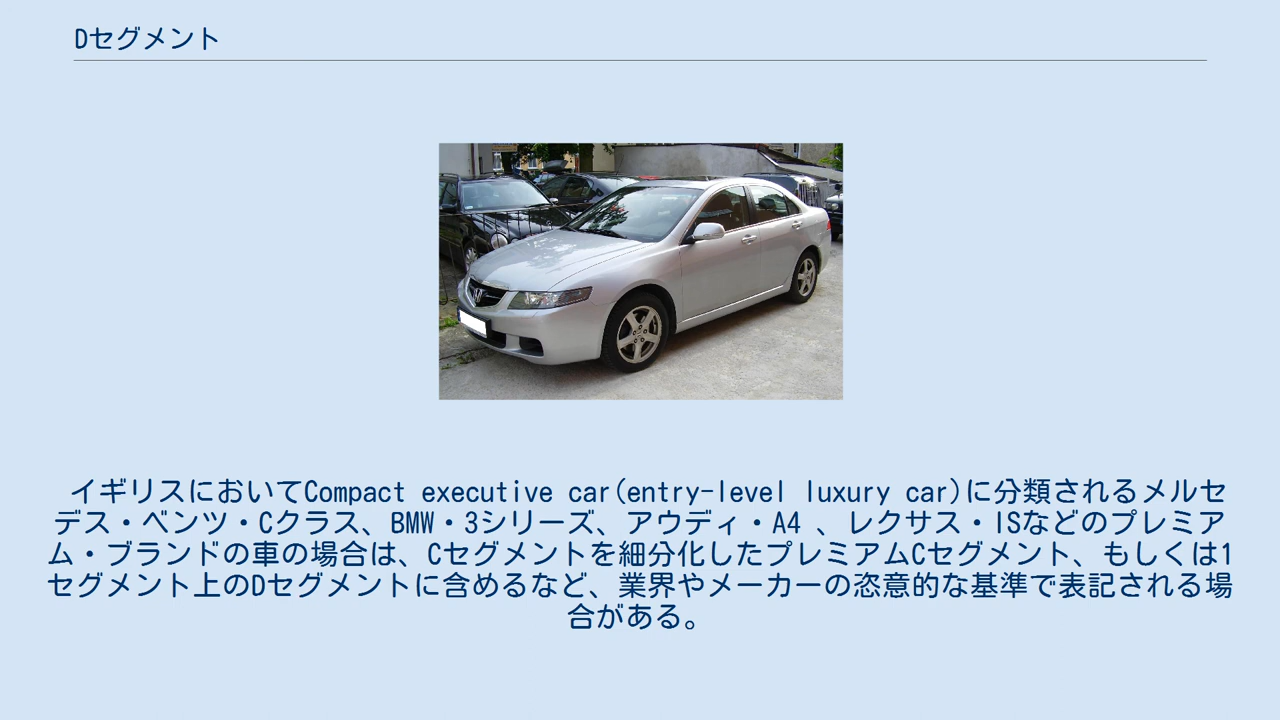 Dセグメント
イギリスにおいてCompact executive car(entry-level luxury car)に分類されるメルセ
デス・ベンツ・Cクラス、BMW・3シリーズ、アウディ・A4 、レクサス・ISなどのプレミア
ム・ブランドの車の場合は、Cセグメントを細分化したプレミアムCセグメント、もしくは1
セグメント上のDセグメントに含めるなど、業界やメーカーの恣意的な基準で表記される場
合がある。